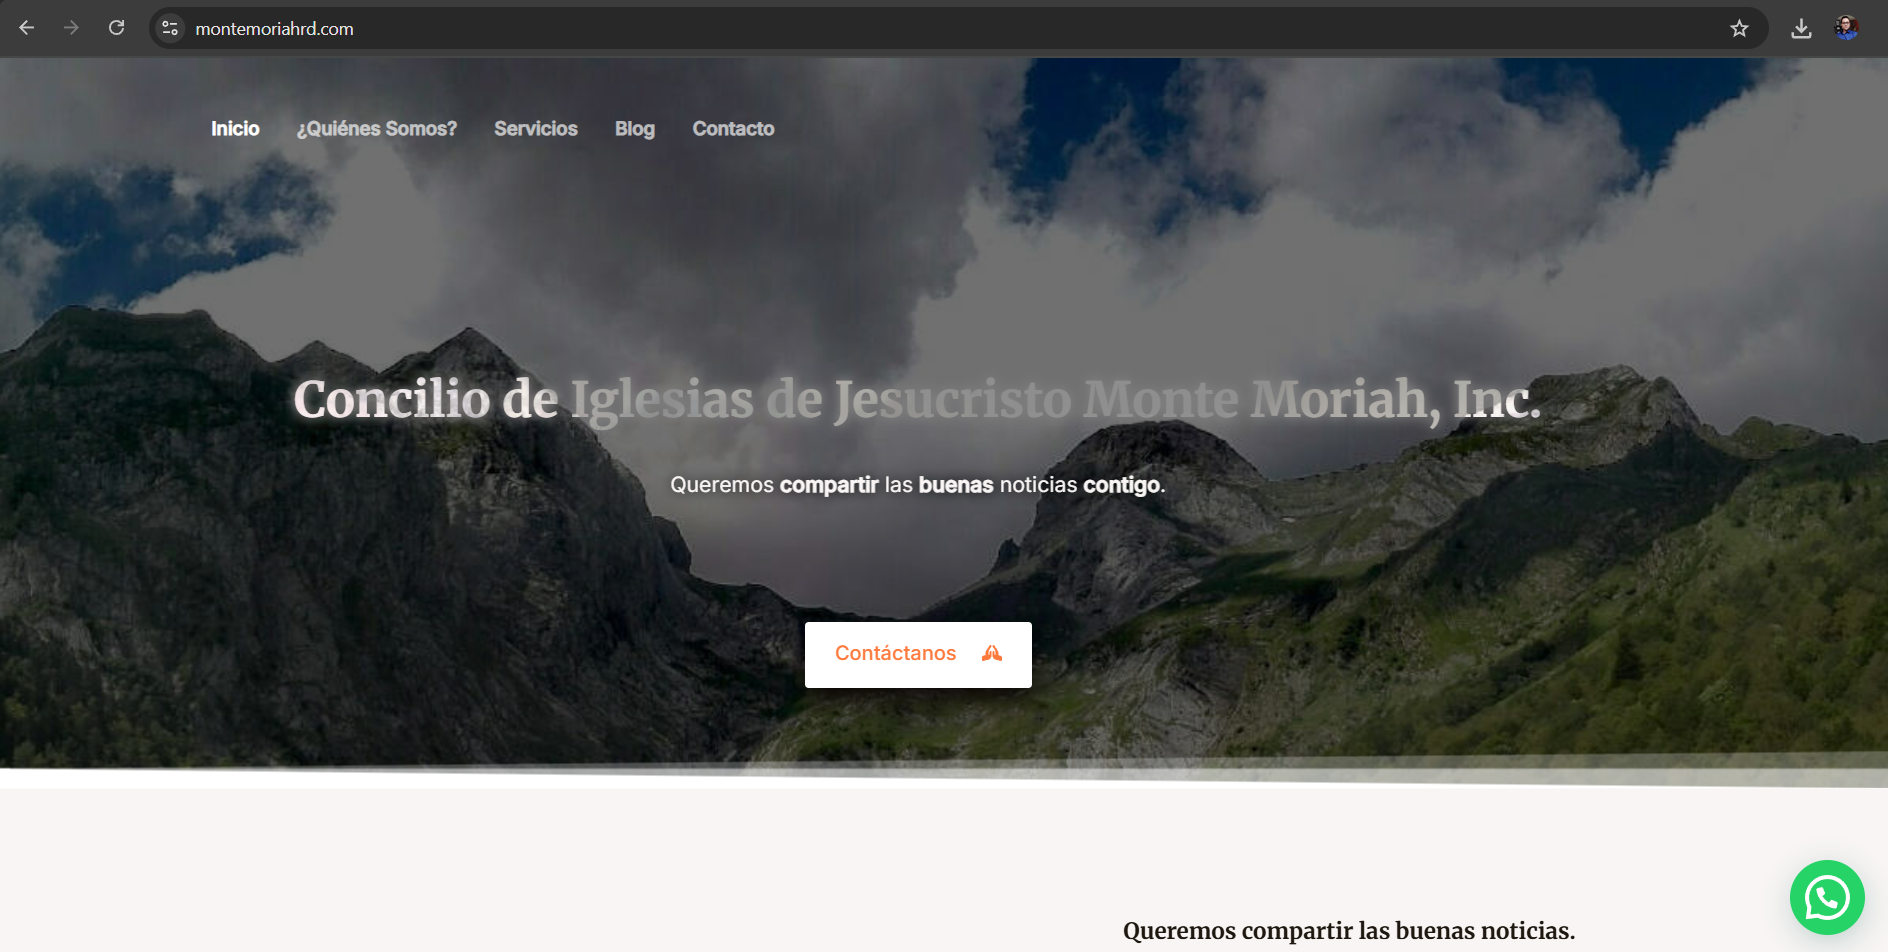 montemoriahrd.com
Inicio ¿Quiénes Somos? Servicios Blog Contacto
Concilio de Iglesias de Jesucristo Monte Moriah, Inc.
Queremos compartir las buenas noticias contigo.
Contáctanos
Queremos compartir las buenas noticias.